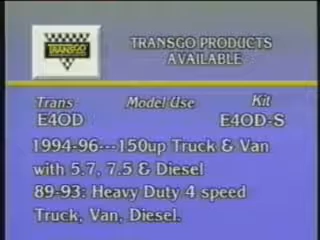 TRANSGO
TRANSGO PRODUCTS
AVAILABLE
Trans Model Use Kit
E4OD E4OD-S
1994-96---150up Truck & Van
with 5.7, 7.5 & Diesel
89-93: Heavy Duty 4 speed
Truck, Van, Diesel.